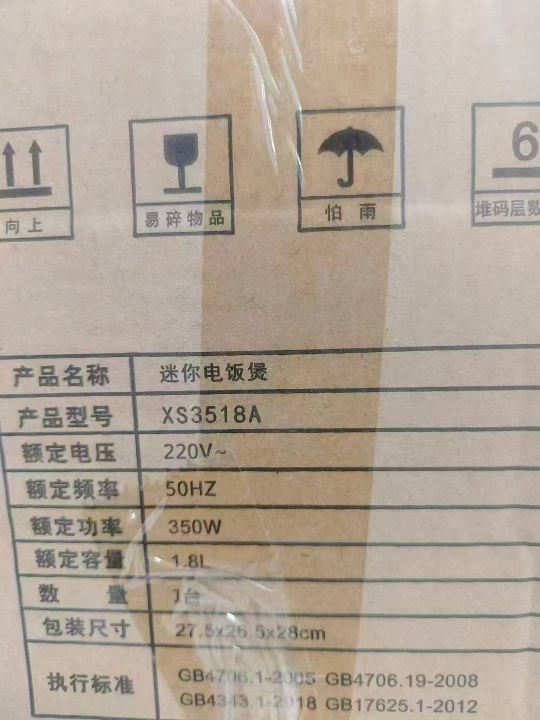 向上 易碎物品 怕雨 6 堆码层数
产品名称 迷你电饭煲
产品型号 XS3518A
额定电压 220V~
额定频率 50HZ
额定功率 350W
额定容量 1.8L
数量 1台
包装尺寸 27.5x26.5x28cm
执行标准 GB4706.1-2005 GB4706.19-2008
GB4343.1-2018 GB17625.1-2012